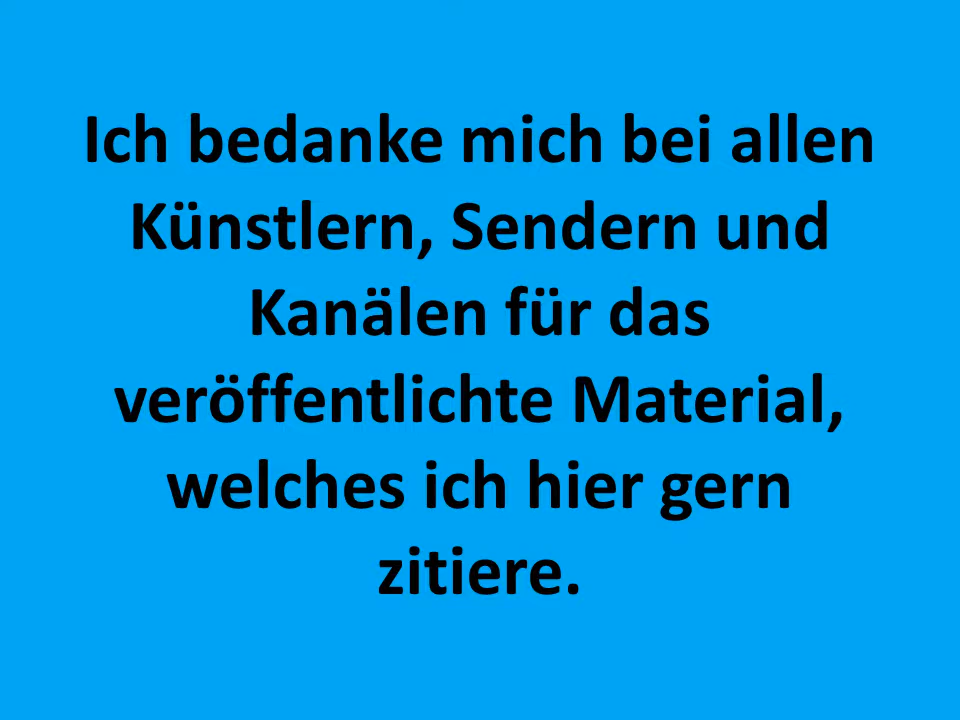 Ich bedanke mich bei allen
Künstlern, Sendern und
Kanälen für das
veröffentlichte Material,
welches ich hier gern
zitiere.